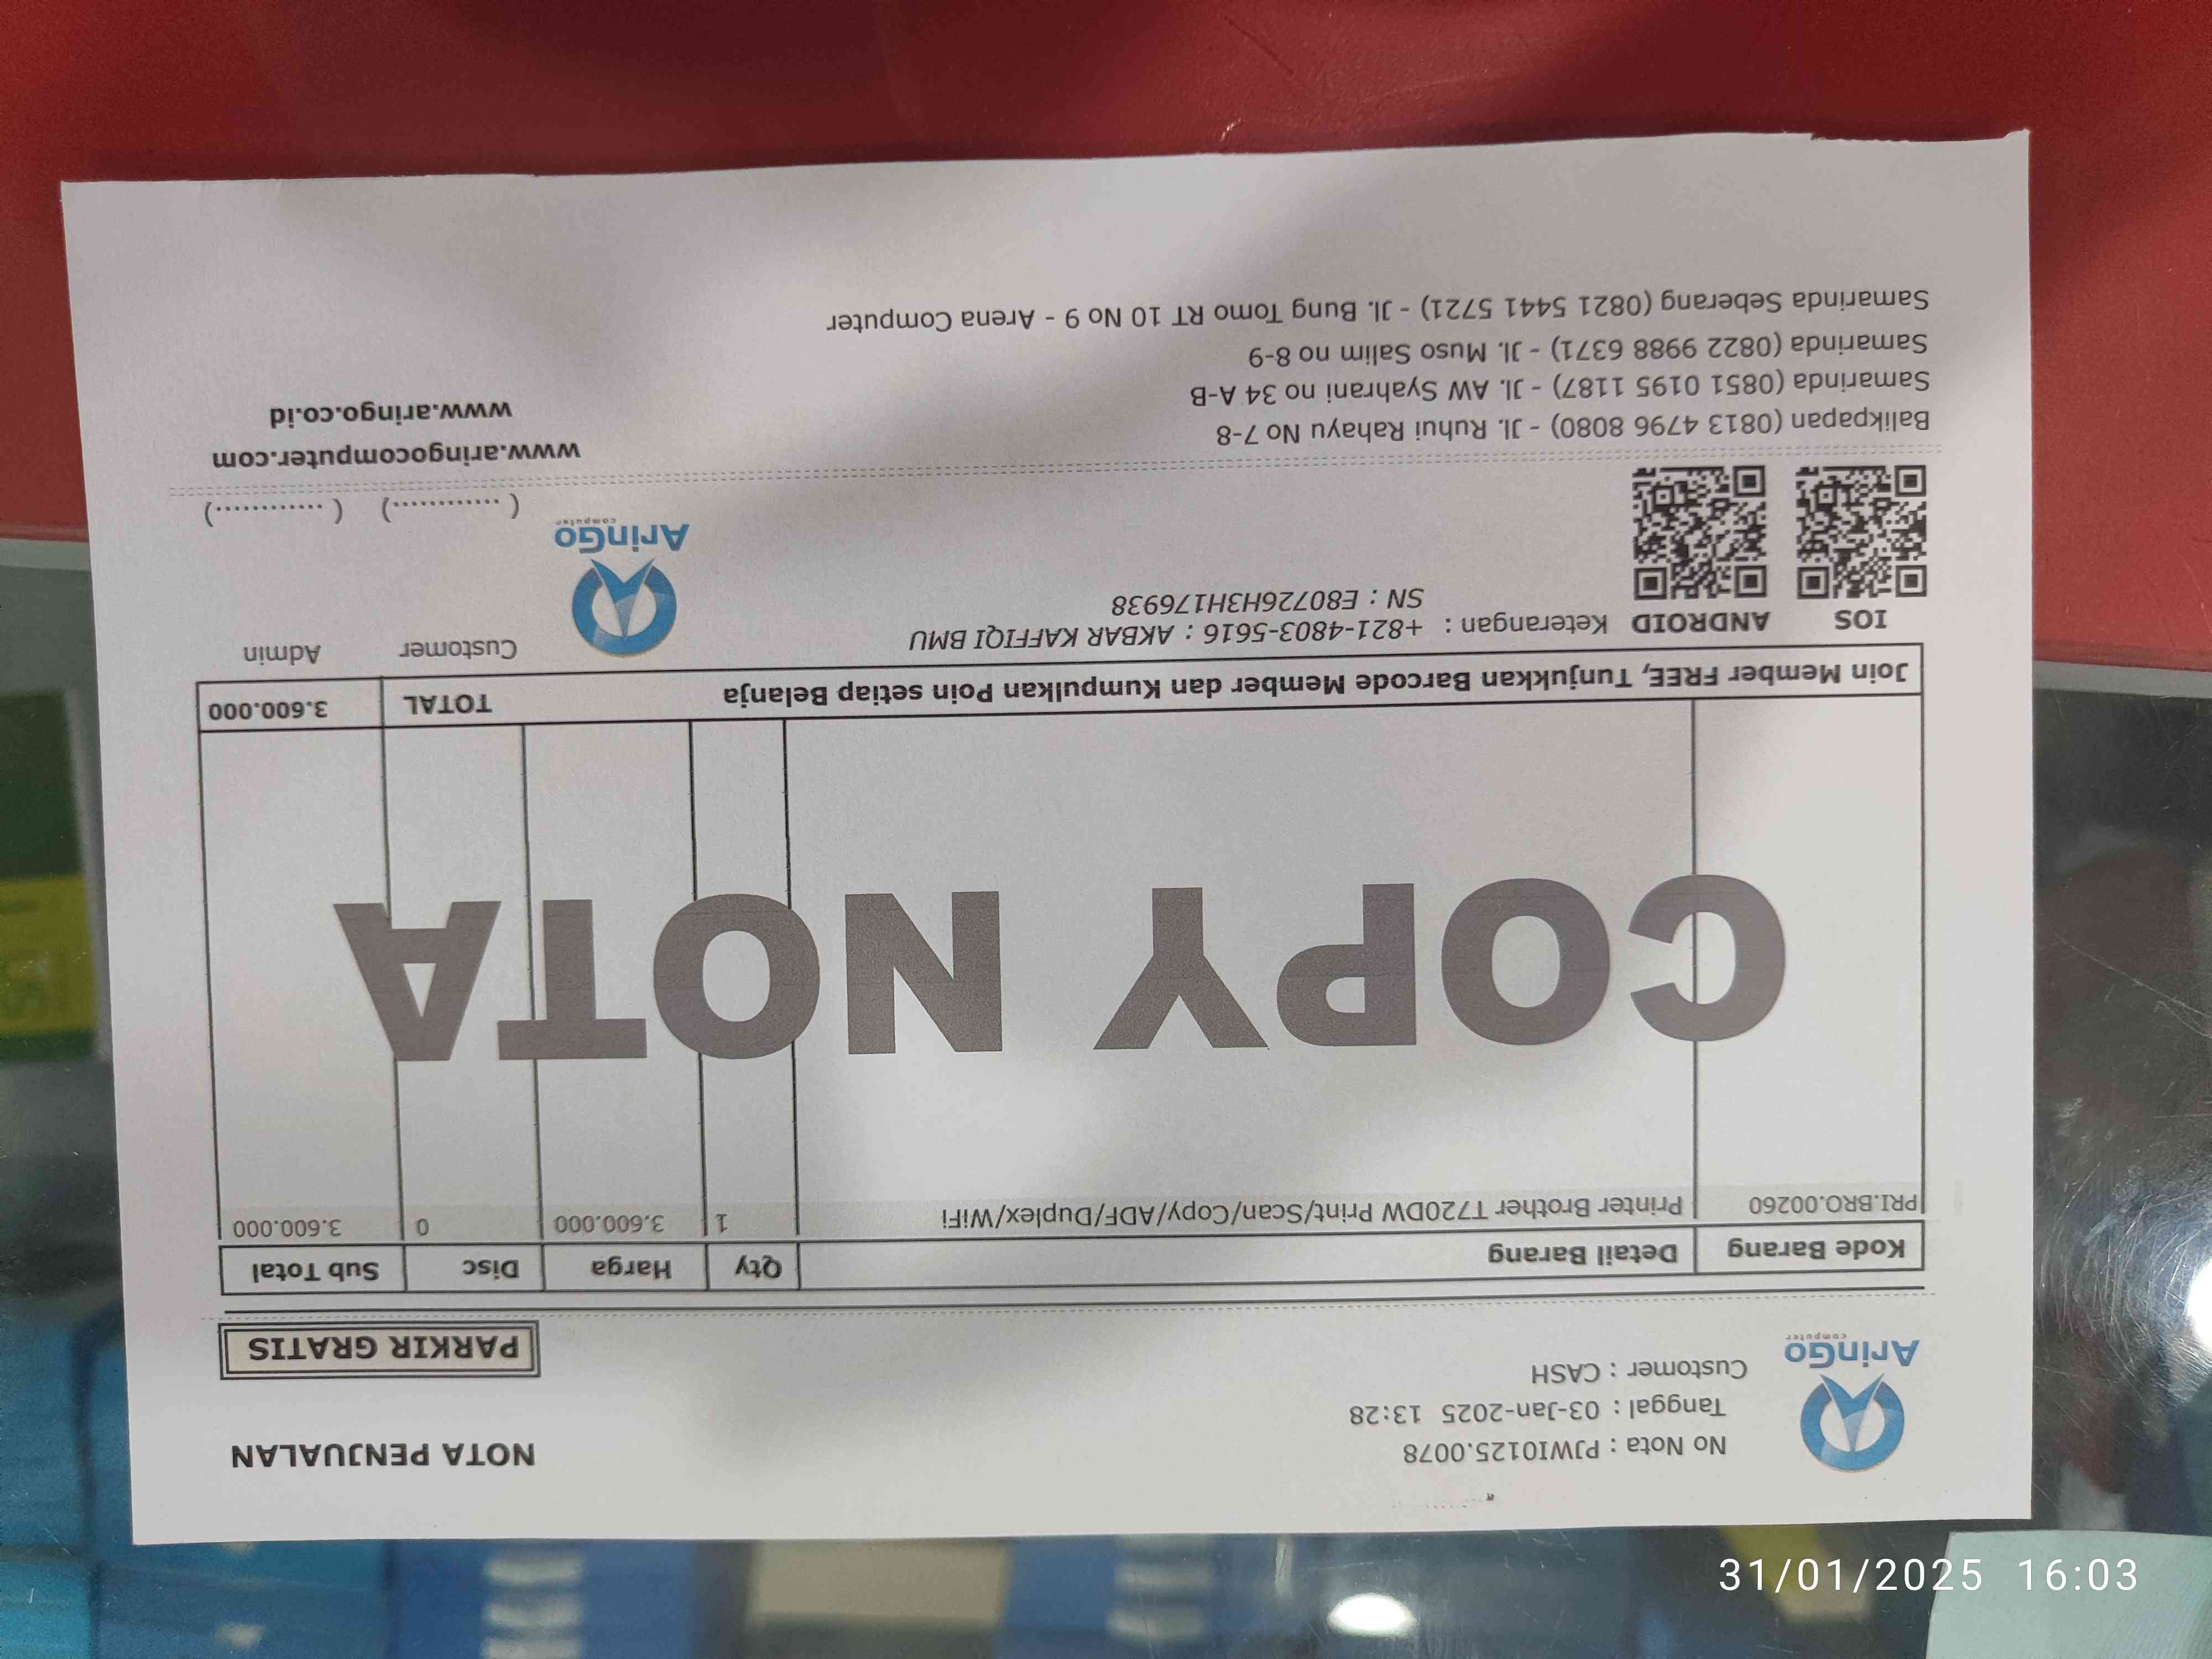 ArinGo
computer
No Nota : PJWI0125.0078
Tanggal : 03-Jan-2025 13:28
Customer : CASH
NOTA PENJUALAN
PARKIR GRATIS
Kode Barang Detail Barang Qty Harga Disc Sub Total
PRI.BRO.00260 Printer Brother T720DW Print/Scan/Copy/ADF/Duplex/WiFi 1 3.600.000 0 3.600.000
COPY NOTA
Join Member FREE, Tunjukkan Barcode Member dan Kumpulkan Poin setiap Belanja TOTAL 3.600.000
IOS ANDROID Keterangan : +821-4803-5616 : AKBAR KAFFIQI BMU
SN : E80726H3H176938
ArinGo
computer
Customer Admin
( ..............) ( ..............)
Balikpapan (0813 4796 8080) - Jl. Ruhui Rahayu No 7-8
Samarinda (0851 0195 1187) - Jl. AW Syahrani no 34 A-B
Samarinda (0822 9988 6371) - Jl. Muso Salim no 8-9
Samarinda Seberang (0821 5441 5721) - Jl. Bung Tomo RT 10 No 9 - Arena Computer
www.aringocomputer.com
www.aringo.co.id
31/01/2025 16:03